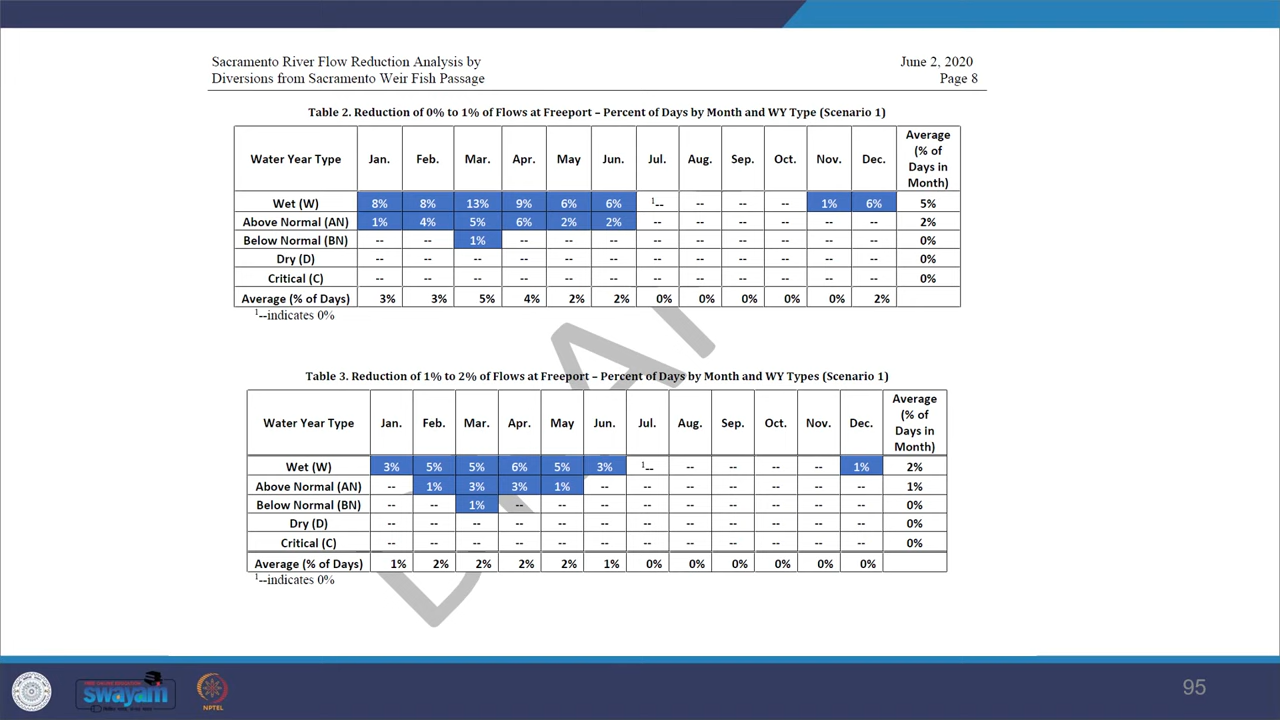 Sacramento River Flow Reduction Analysis by June 2, 2020
Diversions from Sacramento Weir Fish Passage Page 8
Table 2. Reduction of 0% to 1% of Flows at Freeport – Percent of Days by Month and WY Type (Scenario 1)
Water Year Type Jan. Feb. Mar. Apr. May Jun. Jul. Aug. Sep. Oct. Nov. Dec. Average (% of Days in Month)
Wet (W) 8% 8% 13% 9% 6% 6% 1-- -- -- -- 1% 6% 5%
Above Normal (AN) 1% 4% 5% 6% 2% 2% -- -- -- -- -- -- 2%
Below Normal (BN) -- -- 1% -- -- -- -- -- -- -- -- -- 0%
Dry (D) -- -- -- -- -- -- -- -- -- -- -- -- 0%
Critical (C) -- -- -- -- -- -- -- -- -- -- -- -- 0%
Average (% of Days) 3% 3% 5% 4% 2% 2% 0% 0% 0% 0% 0% 2%
1--indicates 0%
Table 3. Reduction of 1% to 2% of Flows at Freeport – Percent of Days by Month and WY Types (Scenario 1)
Water Year Type Jan. Feb. Mar. Apr. May Jun. Jul. Aug. Sep. Oct. Nov. Dec. Average (% of Days in Month)
Wet (W) 3% 5% 5% 6% 5% 3% 1-- -- -- -- -- 1% 2%
Above Normal (AN) -- 1% 3% 3% 1% -- -- -- -- -- -- -- 1%
Below Normal (BN) -- -- 1% -- -- -- -- -- -- -- -- -- 0%
Dry (D) -- -- -- -- -- -- -- -- -- -- -- -- 0%
Critical (C) -- -- -- -- -- -- -- -- -- -- -- -- 0%
Average (% of Days) 1% 2% 2% 2% 2% 1% 0% 0% 0% 0% 0% 0%
1--indicates 0%
swayam
NPTEL
95